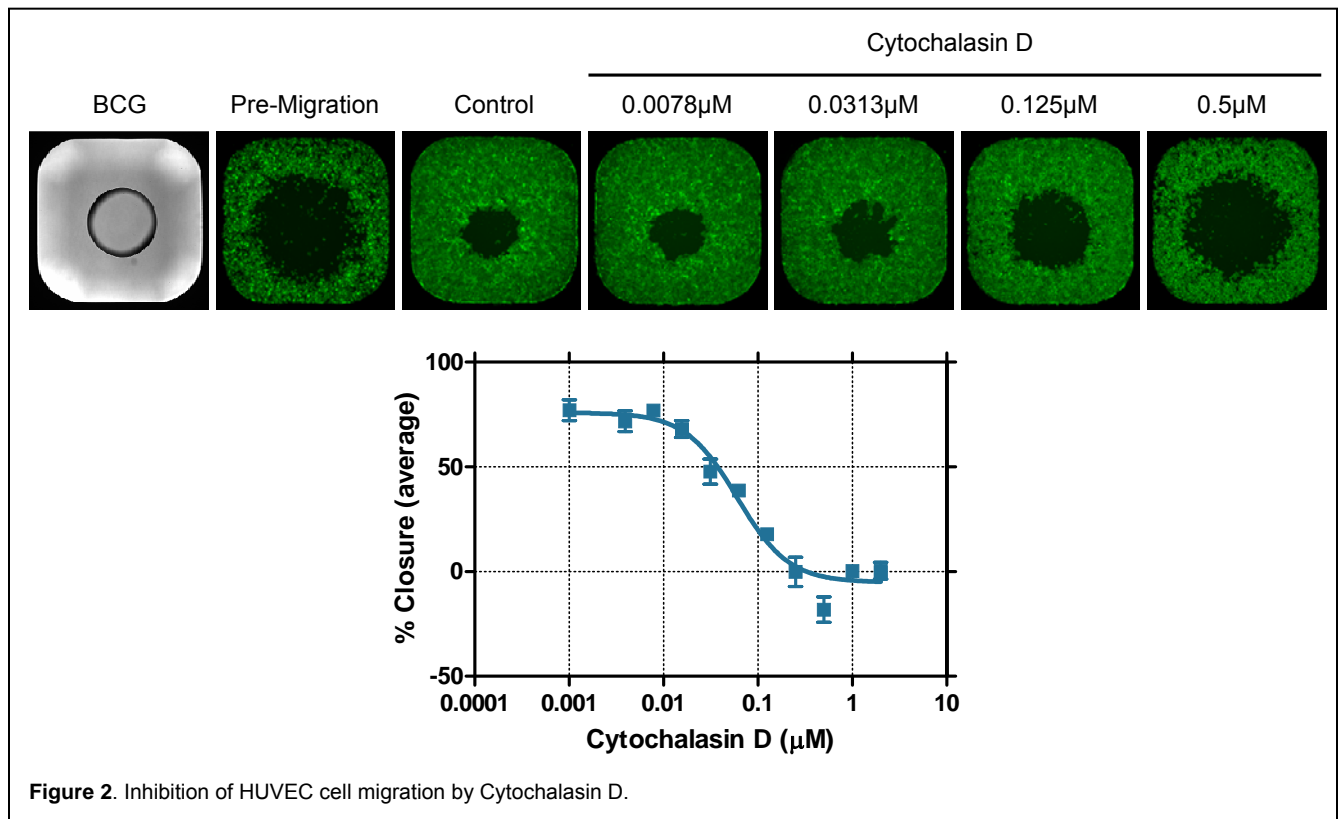 Cytochalasin D
BCG Pre-Migration Control 0.0078µM 0.0313µM 0.125µM 0.5µM
100
50
0
-50
% Closure (average)
0.0001 0.001 0.01 0.1 1 10
Cytochalasin D (µM)
Figure 2. Inhibition of HUVEC cell migration by Cytochalasin D.